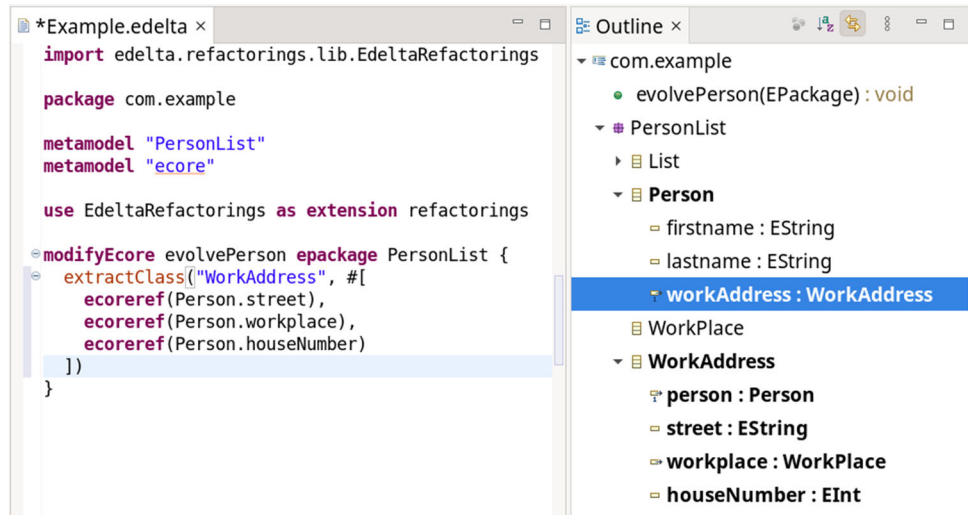 *Example.edelta
import edelta.refactorings.lib.EdeltaRefactorings
package com.example
metamodel "PersonList"
metamodel "ecore"
use EdeltaRefactorings as extension refactorings
modifyEcore evolvePerson epackage PersonList {
extractClass("WorkAddress", #[
ecoreref(Person.street),
ecoreref(Person.workplace),
ecoreref(Person.houseNumber)
])
}
Outline
com.example
evolvePerson(EPackage) : void
PersonList
List
Person
firstname : EString
lastname : EString
workAddress : WorkAddress
WorkPlace
WorkAddress
person : Person
street : EString
workplace : WorkPlace
houseNumber : EInt